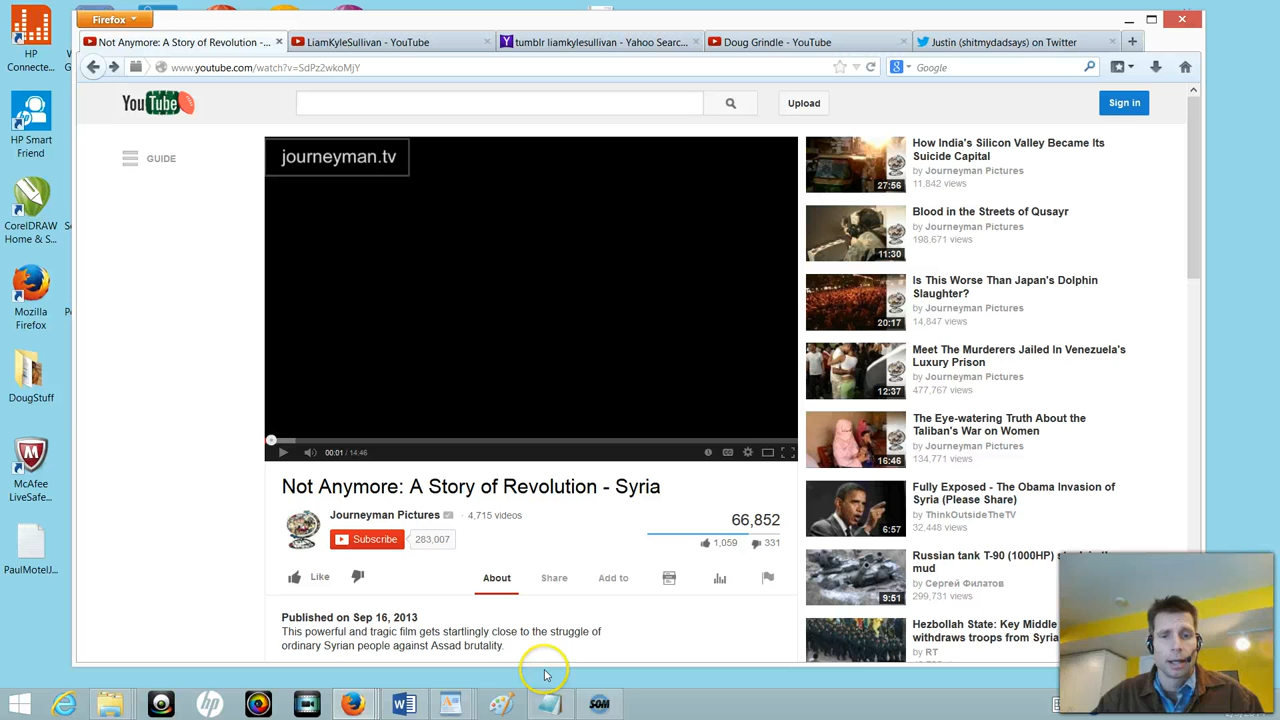 HP
Connecte...
HP Smart
Friend
CorelDRAW
Home & S...
Mozilla
Firefox
DougStuff
McAfee
LiveSafe...
PaulMotelJ...
Firefox
Not Anymore: A Story of Revolution -...
LiamKyleSullivan - YouTube
tumblr liamkylesullivan - Yahoo Searc...
Doug Grindle - YouTube
Justin (shitmydadsays) on Twitter
www.youtube.com/watch?v=SdPz2wkoMjY
Google
YouTube
Upload
Sign in
GUIDE
journeyman.tv
00:01 / 14:46
Not Anymore: A Story of Revolution - Syria
Journeyman Pictures · 4,715 videos
Subscribe 283,007
66,852
1,059 331
Like
About Share Add to
Published on Sep 16, 2013
This powerful and tragic film gets startlingly close to the struggle of
ordinary Syrian people against Assad brutality.
27:56
How India's Silicon Valley Became Its
Suicide Capital
by Journeyman Pictures
11,842 views
11:30
Blood in the Streets of Qusayr
by Journeyman Pictures
198,671 views
20:17
Is This Worse Than Japan's Dolphin
Slaughter?
by Journeyman Pictures
14,847 views
12:37
Meet The Murderers Jailed In Venezuela's
Luxury Prison
by Journeyman Pictures
477,767 views
16:46
The Eye-watering Truth About the
Taliban's War on Women
by Journeyman Pictures
134,771 views
6:57
Fully Exposed - The Obama Invasion of
Syria (Please Share)
by ThinkOutsideTheTV
32,448 views
9:51
Russian tank T-90 (1000HP)
mud
by Сергей Филатов
299,731 views
Hezbollah State: Key Middle
withdraws troops from Syria
by RT
hp
SOM